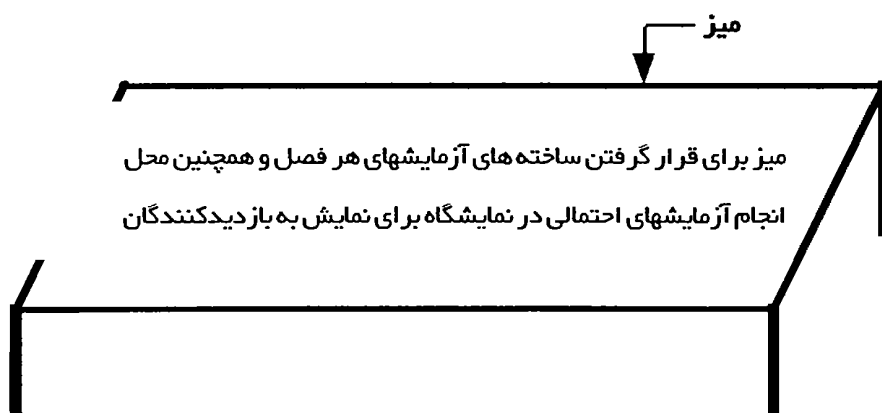 میز
میز برای قرار گرفتن ساخته های آزمایشهای هر فصل و همچنین محل
انجام آزمایشهای احتمالی در نمایشگاه برای نمایش به بازدیدکنندگان